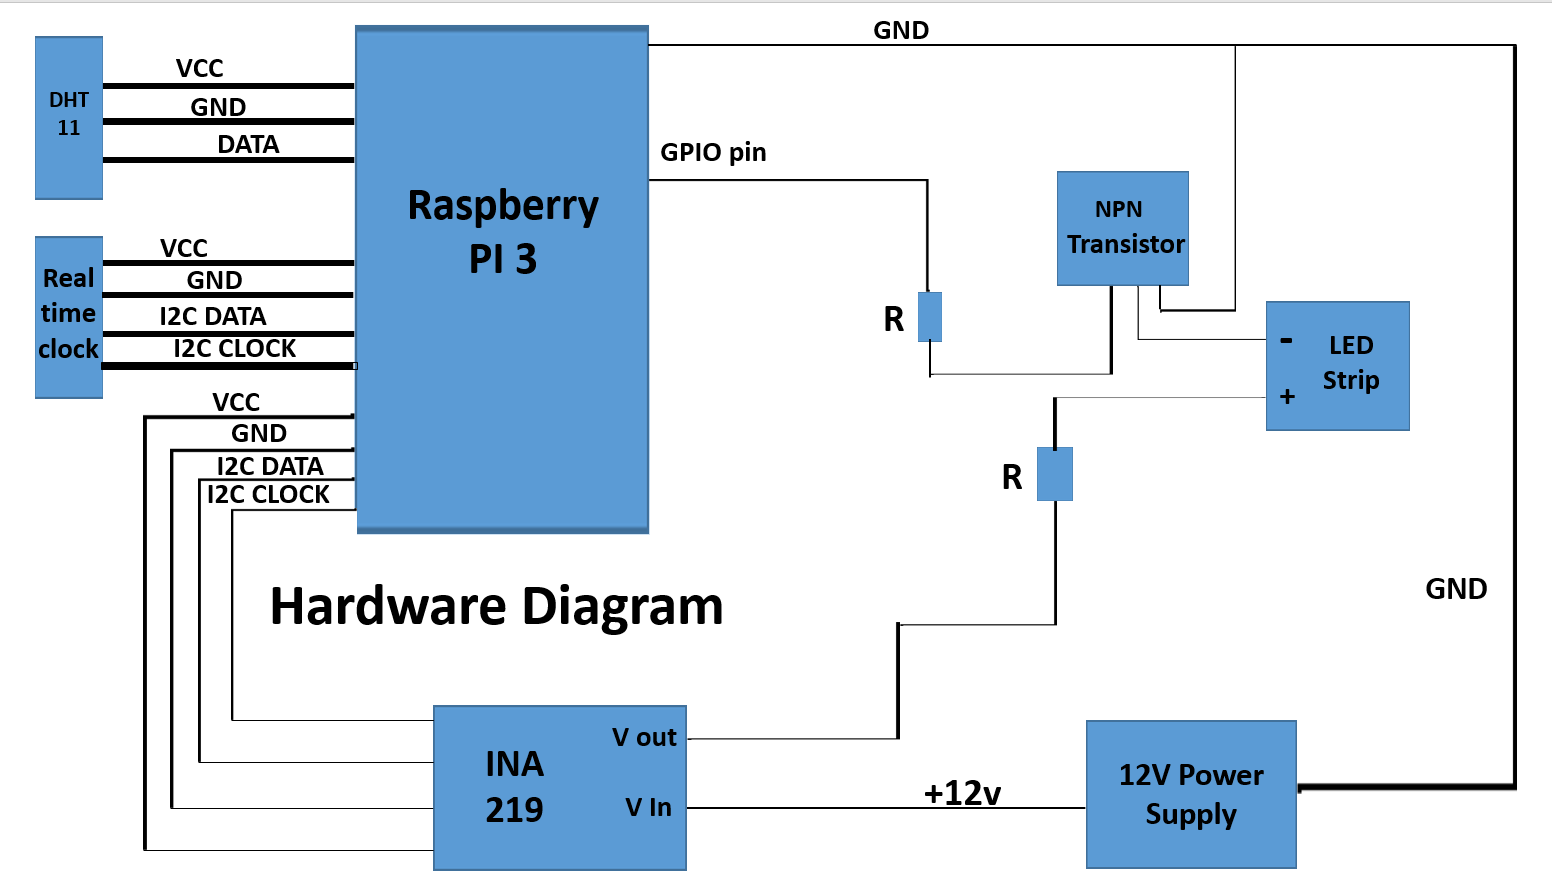 GND
VCC
DHT
11
GND
DATA
GPIO pin
Raspberry
PI 3
NPN
Transistor
VCC
Real
time
clock
GND
I2C DATA
I2C CLOCK
R
-
LED
Strip
+
VCC
GND
I2C DATA
I2C CLOCK
R
Hardware Diagram
GND
V out
INA
219
V In
+12v
12V Power
Supply